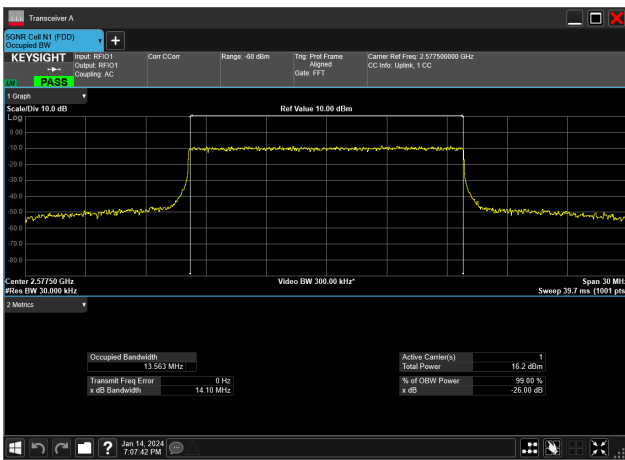 Transceiver A
5GNR Cell N1 (FDD)
Occupied BW
KEYSIGHT
Input: RFIO1
Output: RFIO1
Coupling: AC
Corr CCorr
Range: -60 dBm
Trig: Prot Frame
Aligned
Gate: FFT
Carrier Ref Freq: 2.577500000 GHz
CC Info: Uplink, 1 CC
PASS
1 Graph
Scale/Div 10.0 dB
Ref Value 10.00 dBm
Log
0.00
-10.0
-20.0
-30.0
-40.0
-50.0
-60.0
-70.0
-80.0
Center 2.57750 GHz
Video BW 300.00 kHz*
Span 30 MHz
#Res BW 30.000 kHz
Sweep 39.7 ms (1001 pts
2 Metrics
Occupied Bandwidth
13.563 MHz
Transmit Freq Error 0 Hz
x dB Bandwidth 14.10 MHz
Active Carrier(s) 1
Total Power 16.2 dBm
% of OBW Power 99.00 %
x dB -26.00 dB
Jan 14, 2024
7:07:42 PM